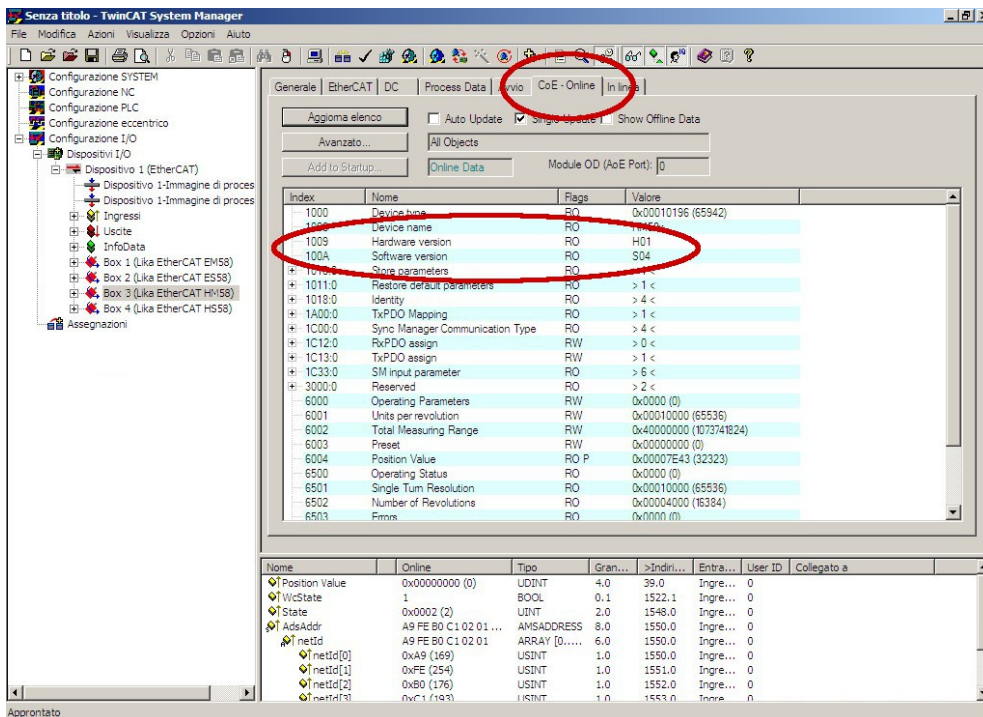 Senza titolo - TwinCAT System Manager
File Modifica Azioni Visualizza Opzioni Aiuto
Configurazione SYSTEM
Configurazione NC
Configurazione PLC
Configurazione eccentrico
Configurazione I/O
Dispositivi I/O
Dispositivo 1 (EtherCAT)
Dispositivo 1-Immagine di proces
Dispositivo 1-Immagine di proces
Ingressi
Uscite
InfoData
Box 1 (Lika EtherCAT EM58)
Box 2 (Lika EtherCAT ES58)
Box 3 (Lika EtherCAT HM58)
Box 4 (Lika EtherCAT HS58)
Assegnazioni
Generale EtherCAT DC Process Data Avvio CoE - Online In linea
Aggiorna elenco Auto Update Single Update Show Offline Data
Avanzato... All Objects
Add to Startup... Online Data Module OD (AoE Port): 0
Index Name Flags Valore
1000 Device type RO 0x00010196 (65942)
1008 Device name RO
1009 Hardware version RO H01
100A Software version RO S04
1010:0 Store parameters RO > 1 <
1011:0 Restore default parameters RO > 1 <
1018:0 Identity RO > 4 <
1A00:0 TxPDO Mapping RO > 1 <
1C00:0 Sync Manager Communication Type RO > 4 <
1C12:0 RxPDO assign RW > 0 <
1C13:0 TxPDO assign RW > 1 <
1C33:0 SM input parameter RO > 6 <
3000:0 Reserved RO > 2 <
6000 Operating Parameters RW 0x0000 (0)
6001 Units per revolution RW 0x00010000 (65536)
6002 Total Measuring Range RW 0x40000000 (1073741824)
6003 Preset RW 0x00000000 (0)
6004 Position Value RO P 0x00007E43 (32323)
6500 Operating Status RO 0x0000 (0)
6501 Single Turn Resolution RO 0x00010000 (65536)
6502 Number of Revolutions RO 0x00004000 (16384)
6503 Errors RO 0x0000 (0)
Nome Online Tipo Gran... >Indiri... Entra... User ID Collegato a
Position Value 0x00000000 (0) UDINT 4.0 39.0 Ingre... 0
WcState 1 BOOL 0.1 1522.1 Ingre... 0
State 0x0002 (2) UINT 2.0 1548.0 Ingre... 0
AdsAddr A9 FE B0 C1 02 01 ... AMSADDRESS 8.0 1550.0 Ingre... 0
netId A9 FE B0 C1 02 01 ARRAY [0..... 6.0 1550.0 Ingre... 0
netId[0] 0xA9 (169) USINT 1.0 1550.0 Ingre... 0
netId[1] 0xFE (254) USINT 1.0 1551.0 Ingre... 0
netId[2] 0xB0 (176) USINT 1.0 1552.0 Ingre... 0
netId[3] 0xC1 (193) USINT 1.0 1553.0 Ingre... 0
Approntato